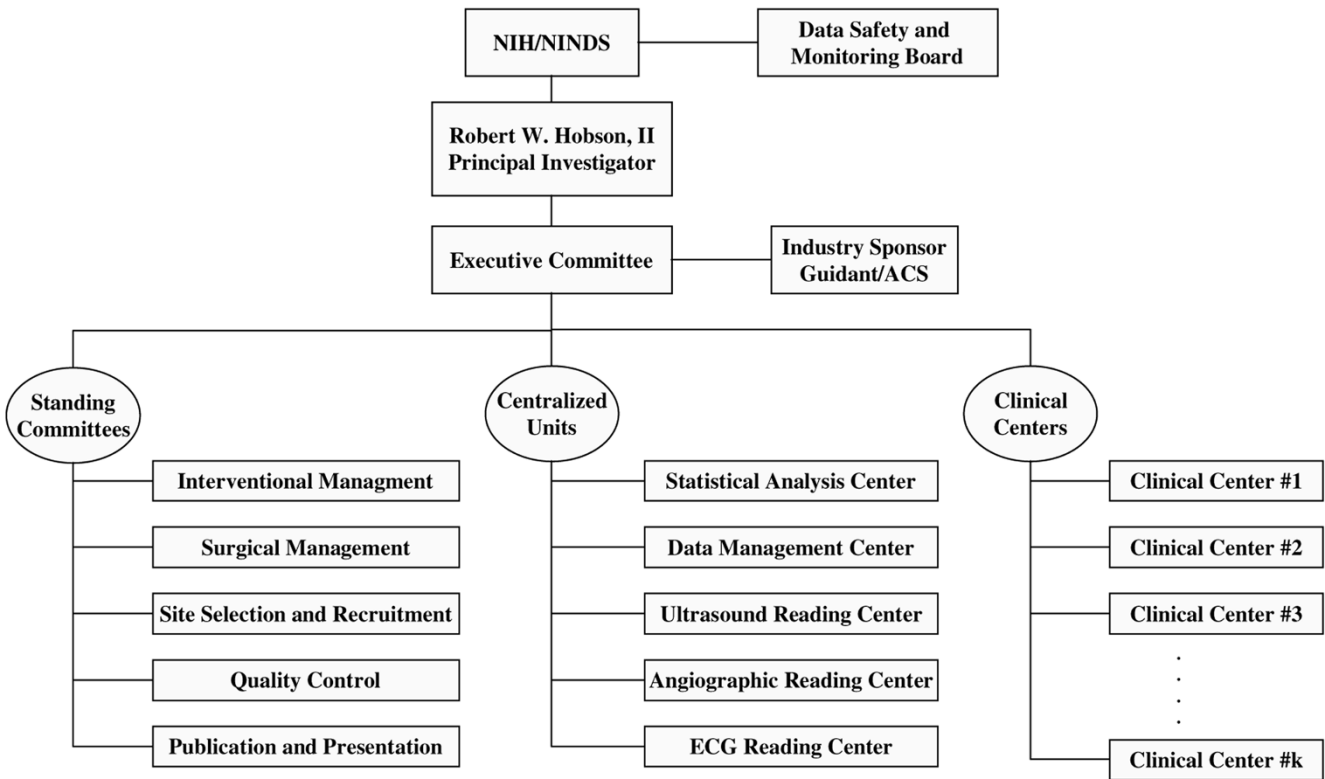 NIH/NINDS
Data Safety and
Monitoring Board
Robert W. Hobson, II
Principal Investigator
Executive Committee
Industry Sponsor
Guidant/ACS
Standing
Committees
Centralized
Units
Clinical
Centers
Interventional Managment
Surgical Management
Site Selection and Recruitment
Quality Control
Publication and Presentation
Statistical Analysis Center
Data Management Center
Ultrasound Reading Center
Angiographic Reading Center
ECG Reading Center
Clinical Center #1
Clinical Center #2
Clinical Center #3
.
.
.
.
Clinical Center #k